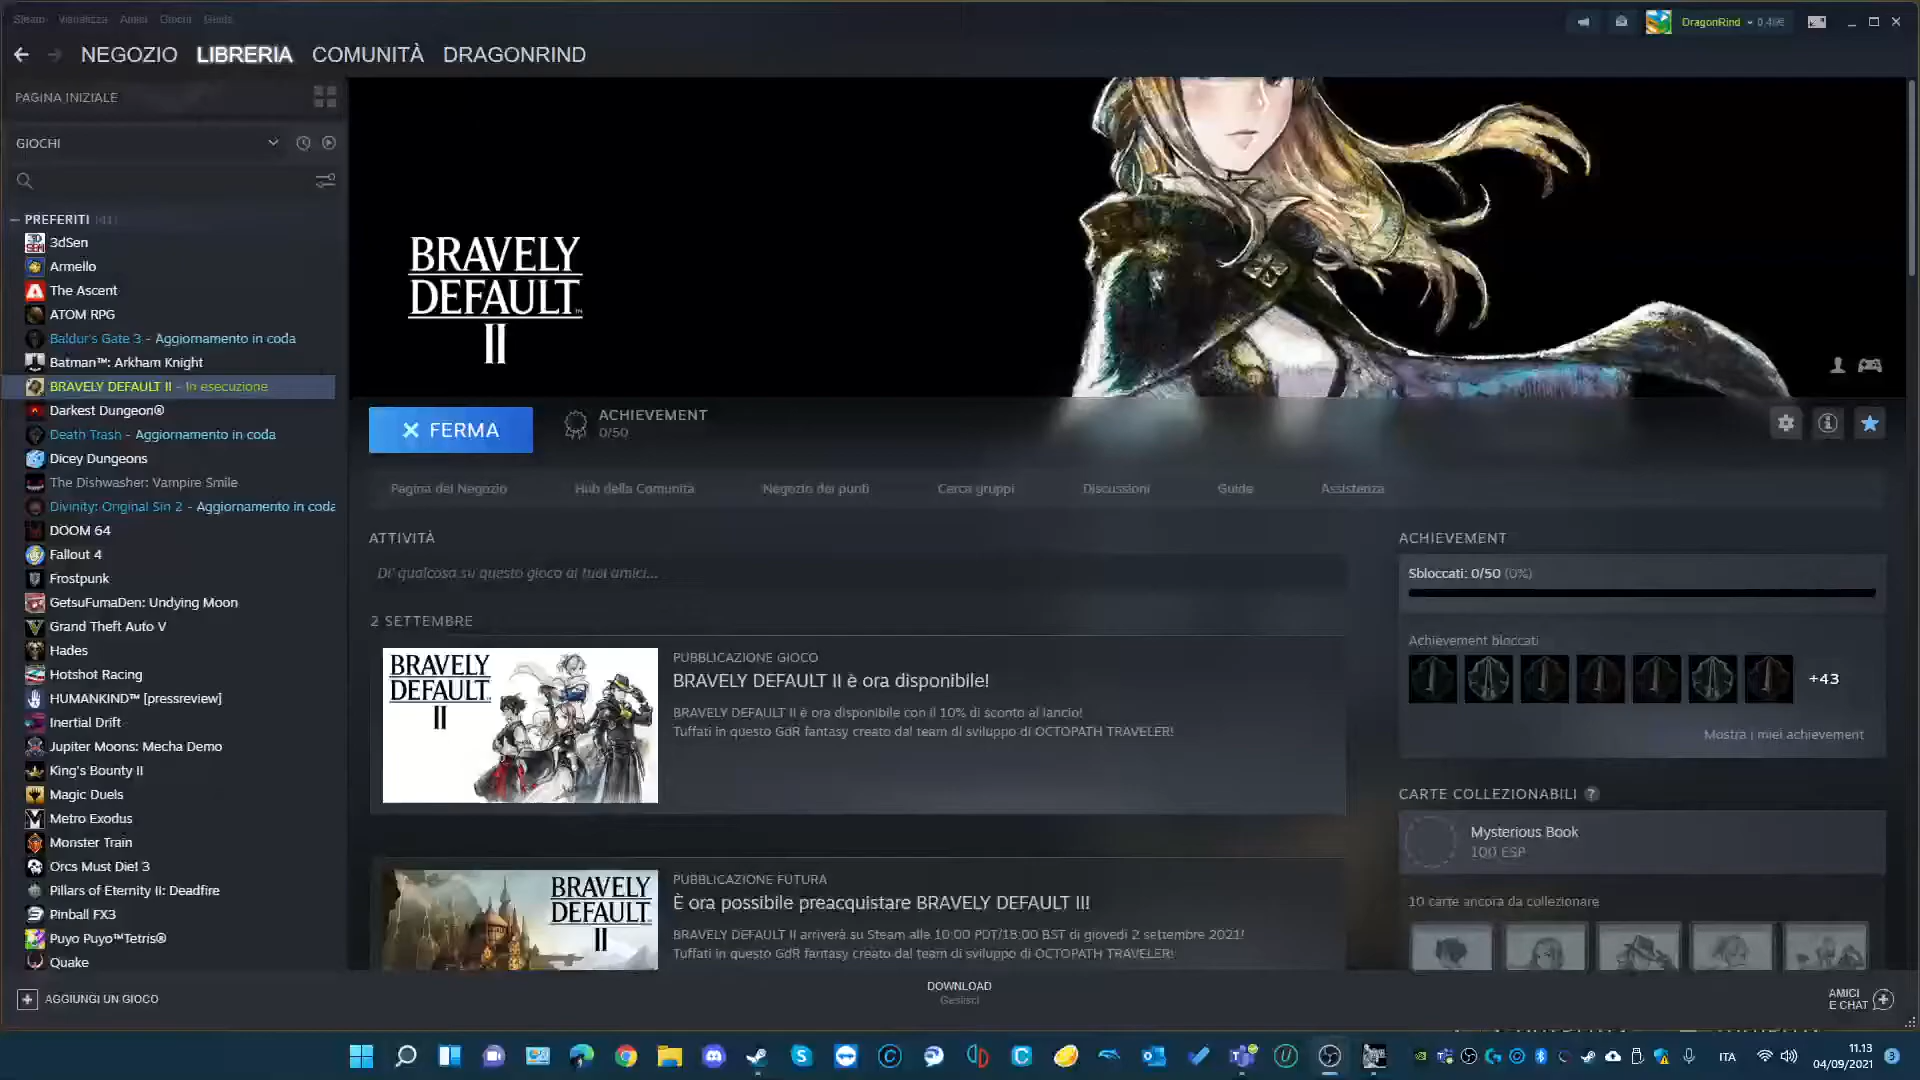 Steam Visualizza Amici Giochi Guida
DragonRind
NEGOZIO LIBRERIA COMUNITÀ DRAGONRIND
PAGINA INIZIALE
GIOCHI
PREFERITI (41)
3dSen
Armello
The Ascent
ATOM RPG
Baldur's Gate 3 - Aggiornamento in coda
Batman™: Arkham Knight
BRAVELY DEFAULT II - In esecuzione
Darkest Dungeon®
Death Trash - Aggiornamento in coda
Dicey Dungeons
The Dishwasher: Vampire Smile
Divinity: Original Sin 2 - Aggiornamento in coda
DOOM 64
Fallout 4
Frostpunk
GetsuFumaDen: Undying Moon
Grand Theft Auto V
Hades
Hotshot Racing
HUMANKIND™ [pressreview]
Inertial Drift
Jupiter Moons: Mecha Demo
King's Bounty II
Magic Duels
Metro Exodus
Monster Train
Orcs Must Die! 3
Pillars of Eternity II: Deadfire
Pinball FX3
Puyo Puyo™Tetris®
Quake
AGGIUNGI UN GIOCO
BRAVELY
DEFAULT™
II
FERMA
ACHIEVEMENT
0/50
Pagina del Negozio Hub della Comunità Negozio dei punti Cerca gruppi Discussioni Guide Assistenza
ATTIVITÀ
Di' qualcosa su questo gioco ai tuoi amici...
2 SETTEMBRE
BRAVELY
DEFAULT
II
PUBBLICAZIONE GIOCO
BRAVELY DEFAULT II è ora disponibile!
BRAVELY DEFAULT II è ora disponibile con il 10% di sconto al lancio!
Tuffati in questo GdR fantasy creato dal team di sviluppo di OCTOPATH TRAVELER!
BRAVELY
DEFAULT
II
PUBBLICAZIONE FUTURA
È ora possibile preacquistare BRAVELY DEFAULT II!
BRAVELY DEFAULT II arriverà su Steam alle 10:00 PDT/18:00 BST di giovedì 2 settembre 2021!
Tuffati in questo GdR fantasy creato dal team di sviluppo di OCTOPATH TRAVELER!
ACHIEVEMENT
Sbloccati: 0/50 (0%)
Achievement bloccati
+43
Mostra i miei achievement
CARTE COLLEZIONABILI ?
Mysterious Book
100 ESP
10 carte ancora da collezionare
DOWNLOAD
Gestisci
AMICI
E CHAT
ITA
11.13
04/09/2021
3